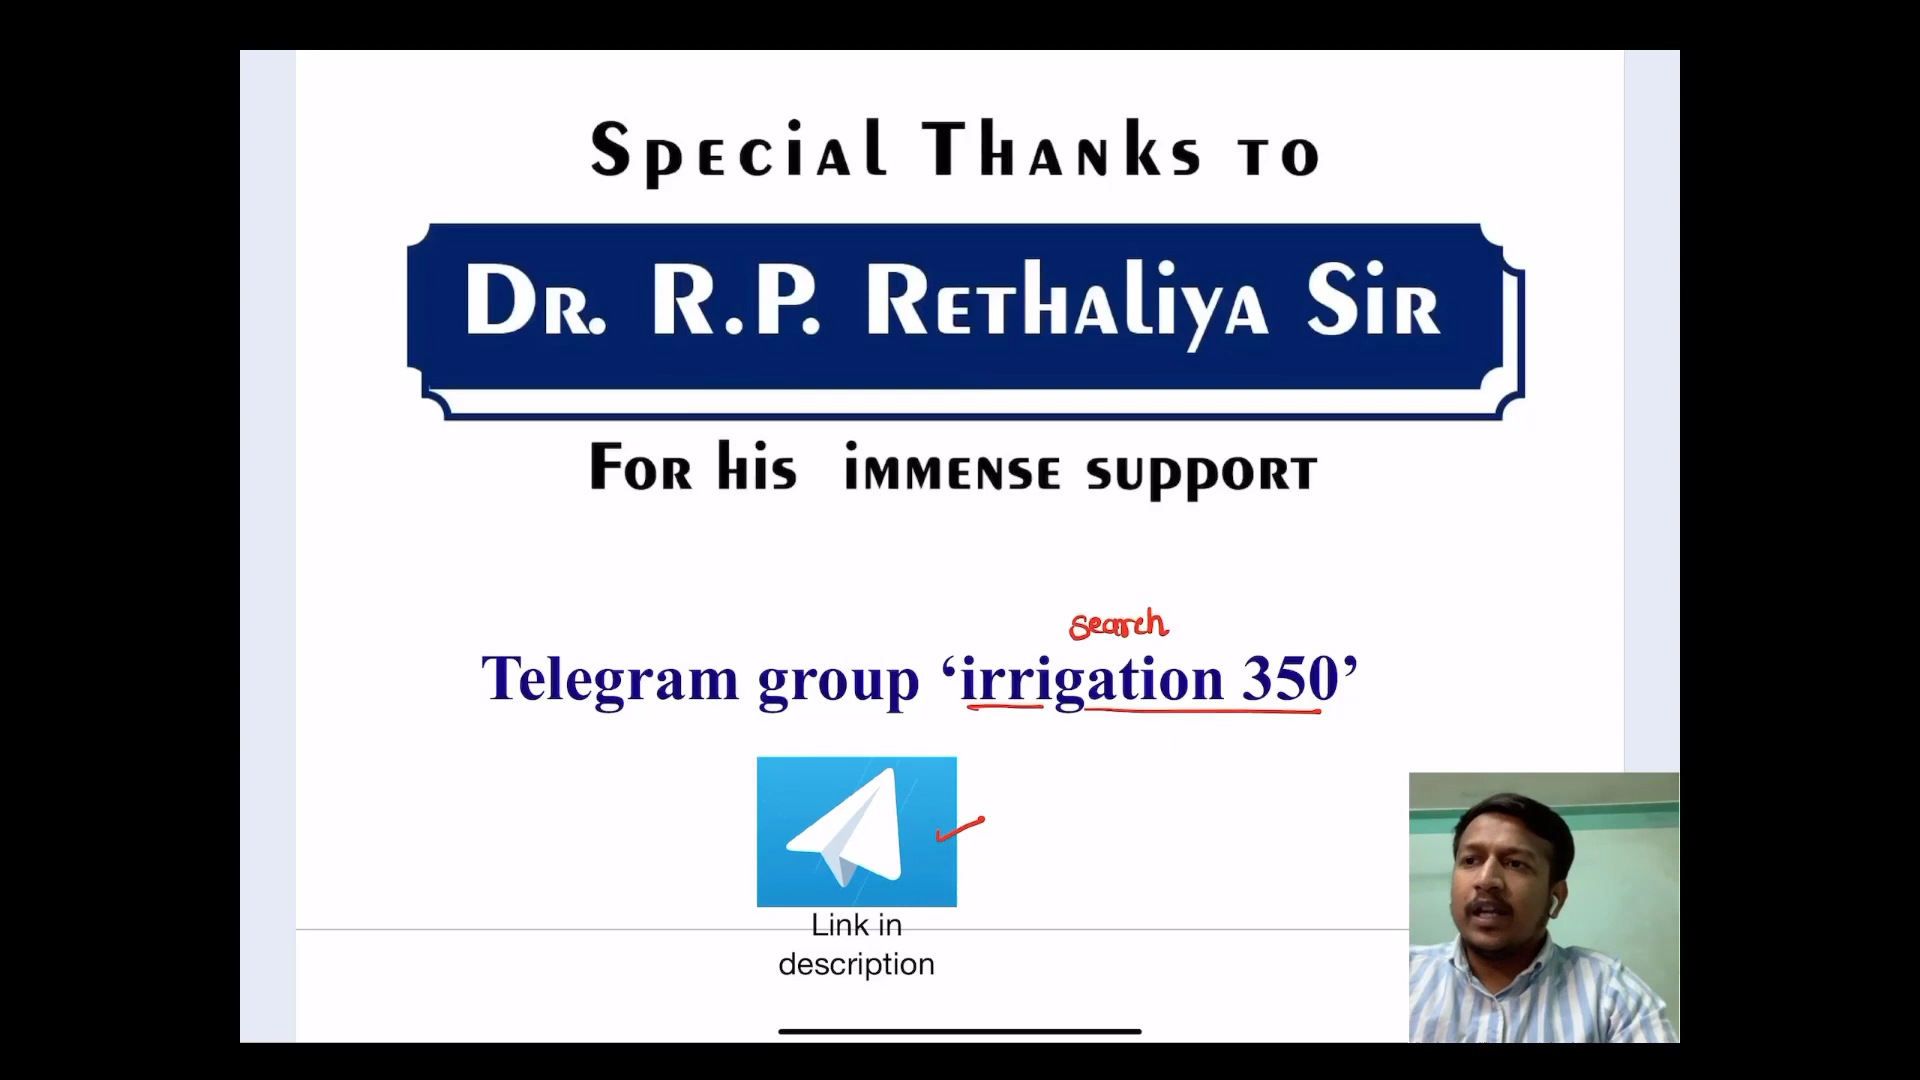 Special Thanks to
Dr. R.P. Rethaliya Sir
For his immense support
search
Telegram group ‘irrigation 350’
Link in
description